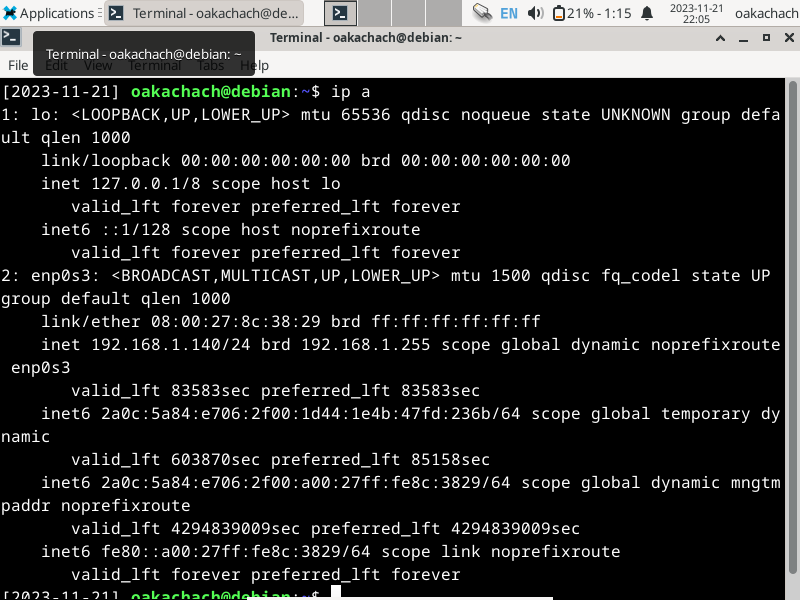 Applications
Terminal - oakachach@de...
EN
21% - 1:15
2023-11-21
22:05
oakachach
Terminal - oakachach@debian: ~
Terminal - oakachach@debian: ~
File Edit View Terminal Tabs Help
[2023-11-21] oakachach@debian:~$ ip a
1: lo: <LOOPBACK,UP,LOWER_UP> mtu 65536 qdisc noqueue state UNKNOWN group defa
ult qlen 1000
    link/loopback 00:00:00:00:00:00 brd 00:00:00:00:00:00
    inet 127.0.0.1/8 scope host lo
       valid_lft forever preferred_lft forever
    inet6 ::1/128 scope host noprefixroute
       valid_lft forever preferred_lft forever
2: enp0s3: <BROADCAST,MULTICAST,UP,LOWER_UP> mtu 1500 qdisc fq_codel state UP
group default qlen 1000
    link/ether 08:00:27:8c:38:29 brd ff:ff:ff:ff:ff:ff
    inet 192.168.1.140/24 brd 192.168.1.255 scope global dynamic noprefixroute
 enp0s3
       valid_lft 83583sec preferred_lft 83583sec
    inet6 2a0c:5a84:e706:2f00:1d44:1e4b:47fd:236b/64 scope global temporary dy
namic
       valid_lft 603870sec preferred_lft 85158sec
    inet6 2a0c:5a84:e706:2f00:a00:27ff:fe8c:3829/64 scope global dynamic mngtm
paddr noprefixroute
       valid_lft 4294839009sec preferred_lft 4294839009sec
    inet6 fe80::a00:27ff:fe8c:3829/64 scope link noprefixroute
       valid_lft forever preferred_lft forever
[2023-11-21] oakachach@debian:~$